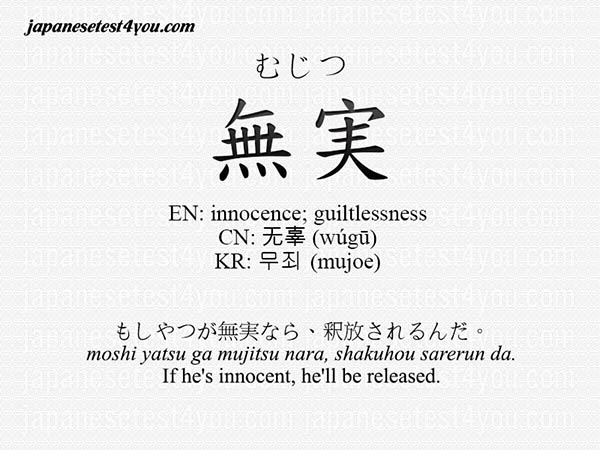 japanesetest4you.com
むじつ
無実
EN: innocence; guiltlessness
CN: 无辜 (wúgū)
KR: 무죄 (mujoe)
もしやつが無実なら、釈放されるんだ。
moshi yatsu ga mujitsu nara, shakuhou sarerun da.
If he's innocent, he'll be released.